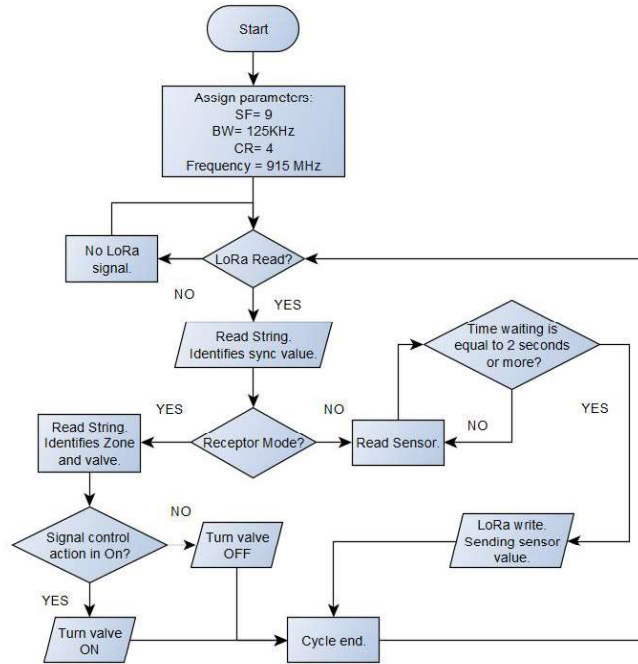 Start
Assign parameters:
SF= 9
BW= 125KHz
CR= 4
Frequency = 915 MHz
No LoRa
signal.
LoRa Read?
NO
YES
Read String.
Identifies sync value.
Time waiting is
equal to 2 seconds
or more?
YES
NO
Read String.
Identifies Zone
and valve.
YES
Receptor Mode?
NO
Read Sensor.
Signal control
action in On?
NO
Turn valve
OFF
LoRa write.
Sending sensor
value.
YES
Turn valve
ON
Cycle end.